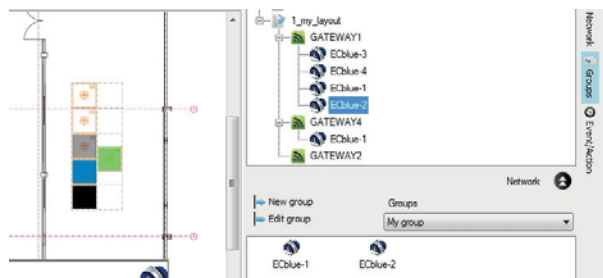 1_my_layout
GATEWAY1
ECblue-3
ECblue-4
ECblue-1
ECblue-2
GATEWAY4
ECblue-1
GATEWAY2
Network
Groups
Event/Action
Network
New group
Groups
Edit group
My group
ECblue-1
ECblue-2